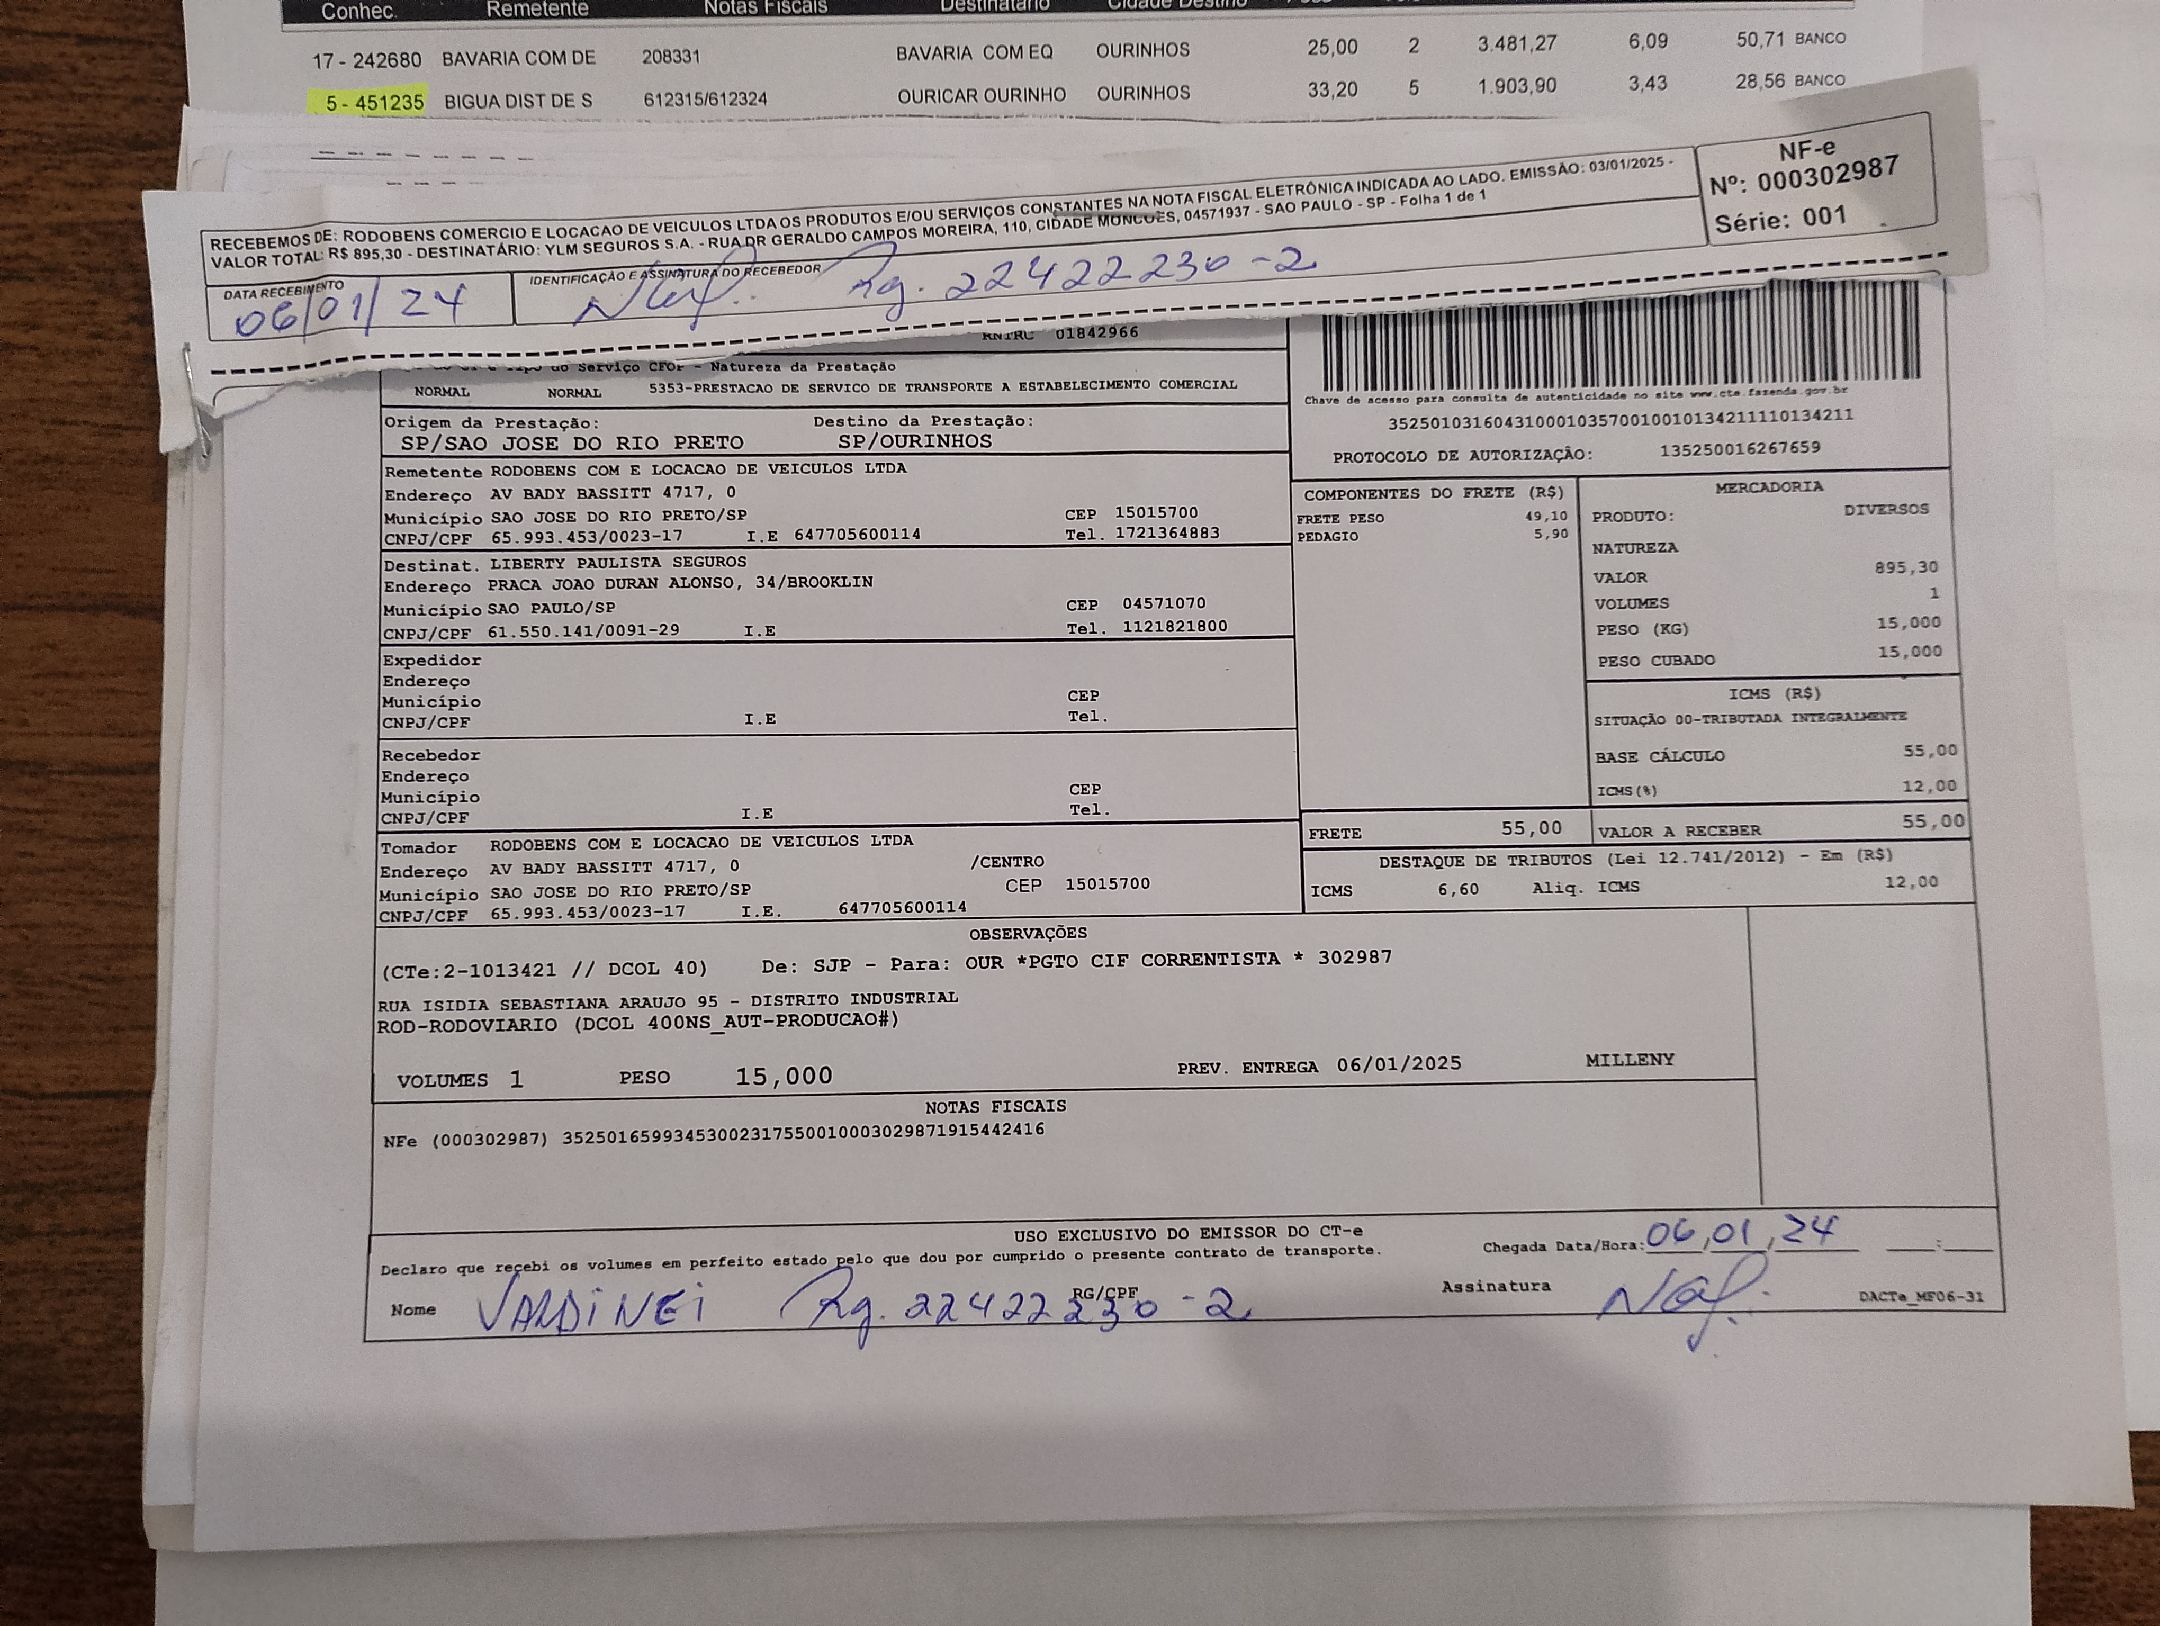 Conhec. Remetente Notas Fiscais Destinatário Cidade Destino
17 - 242680 BAVARIA COM DE 208331 BAVARIA COM EQ OURINHOS 25,00 2 3.481,27 6,09 50,71 BANCO
5 - 451235 BIGUA DIST DE S 612315/612324 OURICAR OURINHO OURINHOS 33,20 5 1.903,90 3,43 28,56 BANCO
RECEBEMOS DE: RODOBENS COMERCIO E LOCACAO DE VEICULOS LTDA OS PRODUTOS E/OU SERVIÇOS CONSTANTES NA NOTA FISCAL ELETRÔNICA INDICADA AO LADO. EMISSÃO: 03/01/2025 -
VALOR TOTAL: R$ 895,30 - DESTINATÁRIO: YLM SEGUROS S.A. - RUA DR GERALDO CAMPOS MOREIRA, 110, CIDADE MONCOES, 04571937 - SAO PAULO - SP - Folha 1 de 1
NF-e
Nº: 000302987
Série: 001
DATA RECEBIMENTO
06/01/24
IDENTIFICAÇÃO E ASSINATURA DO RECEBEDOR
Rg. 22422230-2
RNTRC 01842966
do Serviço CFOP - Natureza da Prestação
NORMAL NORMAL 5353-PRESTACAO DE SERVICO DE TRANSPORTE A ESTABELECIMENTO COMERCIAL
Chave de acesso para consulta de autenticidade no site www.cte.fazenda.gov.br
35250103160431000103570010010134211110134211
PROTOCOLO DE AUTORIZAÇÃO: 135250016267659
Origem da Prestação: Destino da Prestação:
SP/SAO JOSE DO RIO PRETO SP/OURINHOS
Remetente RODOBENS COM E LOCACAO DE VEICULOS LTDA
Endereço AV BADY BASSITT 4717, 0
Município SAO JOSE DO RIO PRETO/SP CEP 15015700
CNPJ/CPF 65.993.453/0023-17 I.E 647705600114 Tel. 1721364883
Destinat. LIBERTY PAULISTA SEGUROS
Endereço PRACA JOAO DURAN ALONSO, 34/BROOKLIN
Município SAO PAULO/SP CEP 04571070
CNPJ/CPF 61.550.141/0091-29 I.E Tel. 1121821800
Expedidor
Endereço
Município CEP
CNPJ/CPF I.E Tel.
Recebedor
Endereço
Município CEP
CNPJ/CPF I.E Tel.
Tomador RODOBENS COM E LOCACAO DE VEICULOS LTDA
Endereço AV BADY BASSITT 4717, 0 /CENTRO
Município SAO JOSE DO RIO PRETO/SP CEP 15015700
CNPJ/CPF 65.993.453/0023-17 I.E. 647705600114
COMPONENTES DO FRETE (R$)
FRETE PESO 49,10
PEDAGIO 5,90
MERCADORIA
PRODUTO: DIVERSOS
NATUREZA
VALOR 895,30
VOLUMES 1
PESO (KG) 15,000
PESO CUBADO 15,000
ICMS (R$)
SITUAÇÃO 00-TRIBUTADA INTEGRALMENTE
BASE CÁLCULO 55,00
ICMS(%) 12,00
FRETE 55,00 VALOR A RECEBER 55,00
DESTAQUE DE TRIBUTOS (Lei 12.741/2012) - Em (R$)
ICMS 6,60 Aliq. ICMS 12,00
OBSERVAÇÕES
(CTe:2-1013421 // DCOL 40) De: SJP - Para: OUR *PGTO CIF CORRENTISTA * 302987
RUA ISIDIA SEBASTIANA ARAUJO 95 - DISTRITO INDUSTRIAL
ROD-RODOVIARIO (DCOL 400NS_AUT-PRODUCAO#)
VOLUMES 1 PESO 15,000 PREV. ENTREGA 06/01/2025 MILLENY
NOTAS FISCAIS
NFe (000302987) 35250165993453002317550010003029871915442416
USO EXCLUSIVO DO EMISSOR DO CT-e
Declaro que recebi os volumes em perfeito estado pelo que dou por cumprido o presente contrato de transporte.
Chegada Data/Hora: 06,01,24 :
Nome VALDINEI RG/CPF Rg. 22422230-2 Assinatura
DACTe_MF06-31